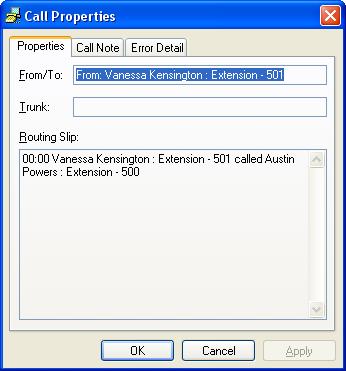 Call Properties
Properties
Call Note
Error Detail
From/To:
From: Vanessa Kensington : Extension - 501
Trunk:
Routing Slip:
00:00 Vanessa Kensington : Extension - 501 called Austin
Powers : Extension - 500
OK
Cancel
Apply